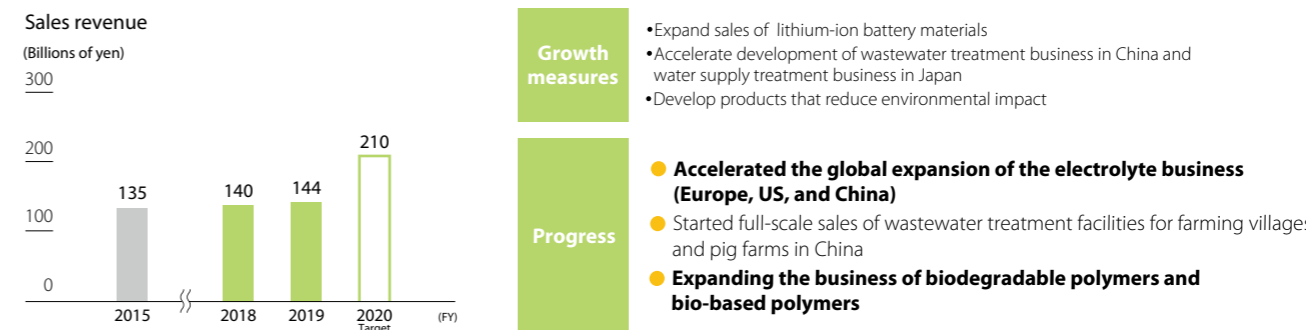 Sales revenue
(Billions of yen)
300
200
100
0
135
140
144
210
2015
2018
2019
2020
Target
(FY)
Growth
measures
•Expand sales of lithium-ion battery materials
•Accelerate development of wastewater treatment business in China and
water supply treatment business in Japan
•Develop products that reduce environmental impact
Progress
● Accelerated the global expansion of the electrolyte business
(Europe, US, and China)
● Started full-scale sales of wastewater treatment facilities for farming villages
and pig farms in China
● Expanding the business of biodegradable polymers and
bio-based polymers